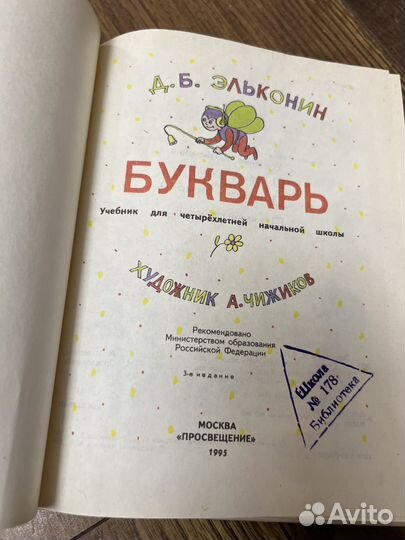 Д. Б. ЭЛЬКОНИН
БУКВАРЬ
Учебник для четырёхлетней начальной школы
ХУДОЖНИК А. ЧИЖИКОВ
Рекомендовано
Министерством образования
Российской Федерации
3-е издание
Школа
№ 178
Библиотека
МОСКВА
«ПРОСВЕЩЕНИЕ»
1995
Avito